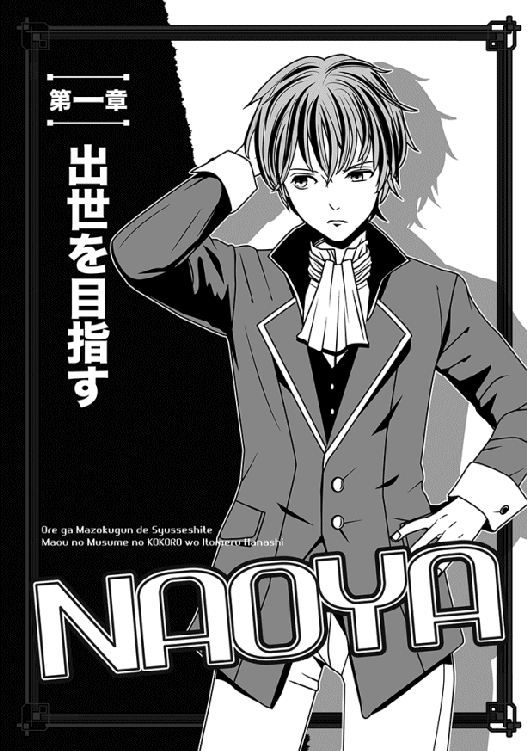 第一章
出世を目指す
Ore ga Mazokugun de Syusseshite
Maou no Musume no KOKORO wo Itomeru Hanashi
NAOYA